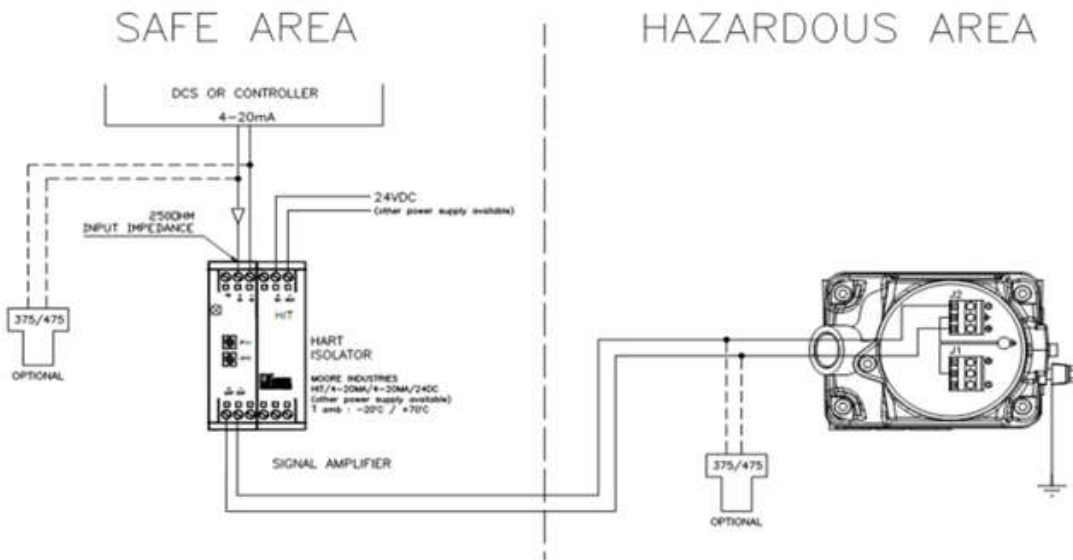 SAFE AREA
HAZARDOUS AREA
DCS OR CONTROLLER
4-20mA
24VDC
(other power supply available)
250OHM
INPUT IMPEDANCE
HIT
375/475
OPTIONAL
HART
ISOLATOR
MOORE INDUSTRIES
HIT/4-20MA/4-20MA/24DC
(other power supply available)
T amb : -20°C / +70°C
SIGNAL AMPLIFIER
J2
J1
375/475
OPTIONAL